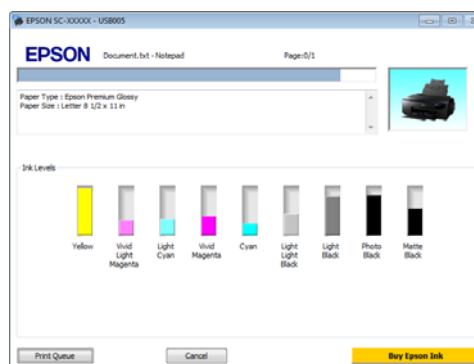 EPSON SC-XXXXX - USB005
EPSON
Document.txt - Notepad
Page:0/1
Paper Type : Epson Premium Glossy
Paper Size : Letter 8 1/2 x 11 in
Ink Levels
Yellow
Vivid
Light
Magenta
Light
Cyan
Vivid
Magenta
Cyan
Light
Light
Black
Light
Black
Photo
Black
Matte
Black
Print Queue
Cancel
Buy Epson Ink